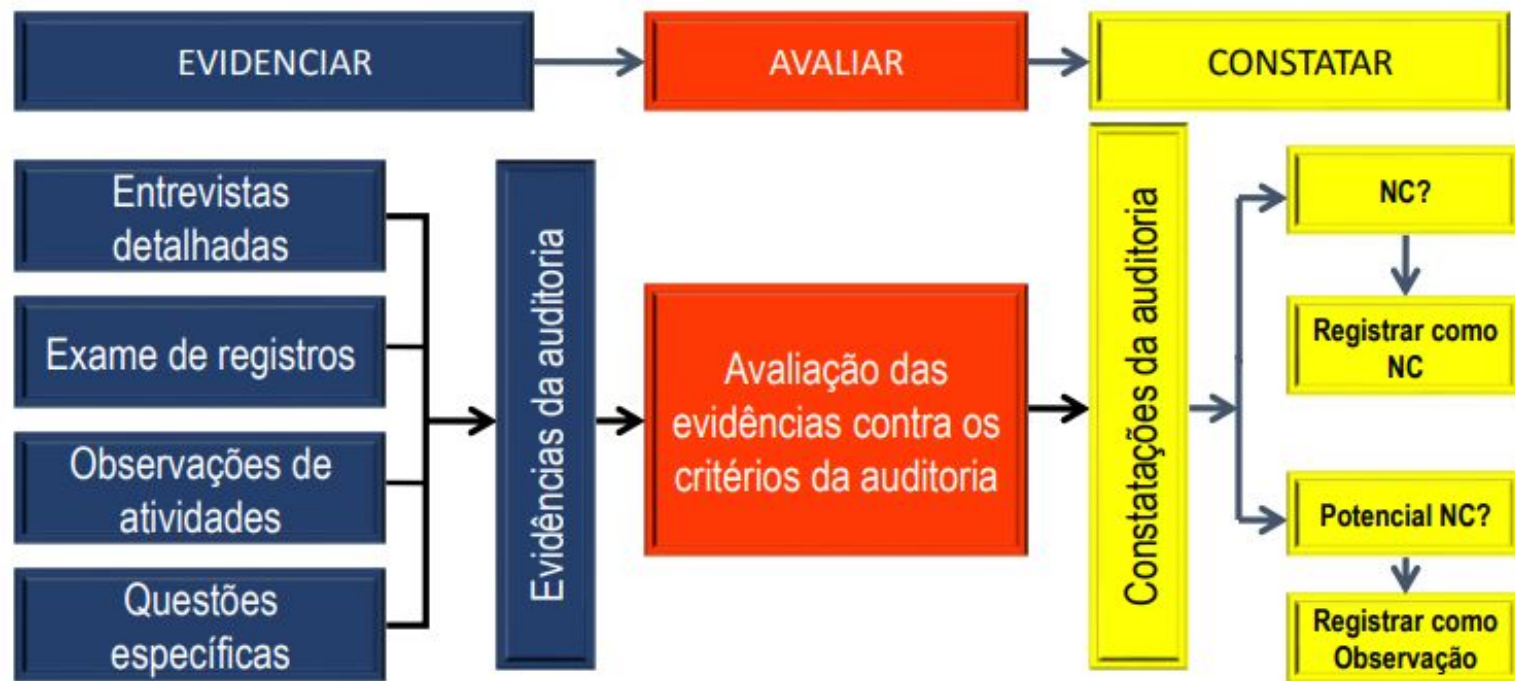 EVIDENCIAR
AVALIAR
CONSTATAR
Entrevistas
detalhadas
Exame de registros
Observações de
atividades
Questões
específicas
Evidências da auditoria
Avaliação das
evidências contra os
critérios da auditoria
Constatações da auditoria
NC?
Registrar como
NC
Potencial NC?
Registrar como
Observação